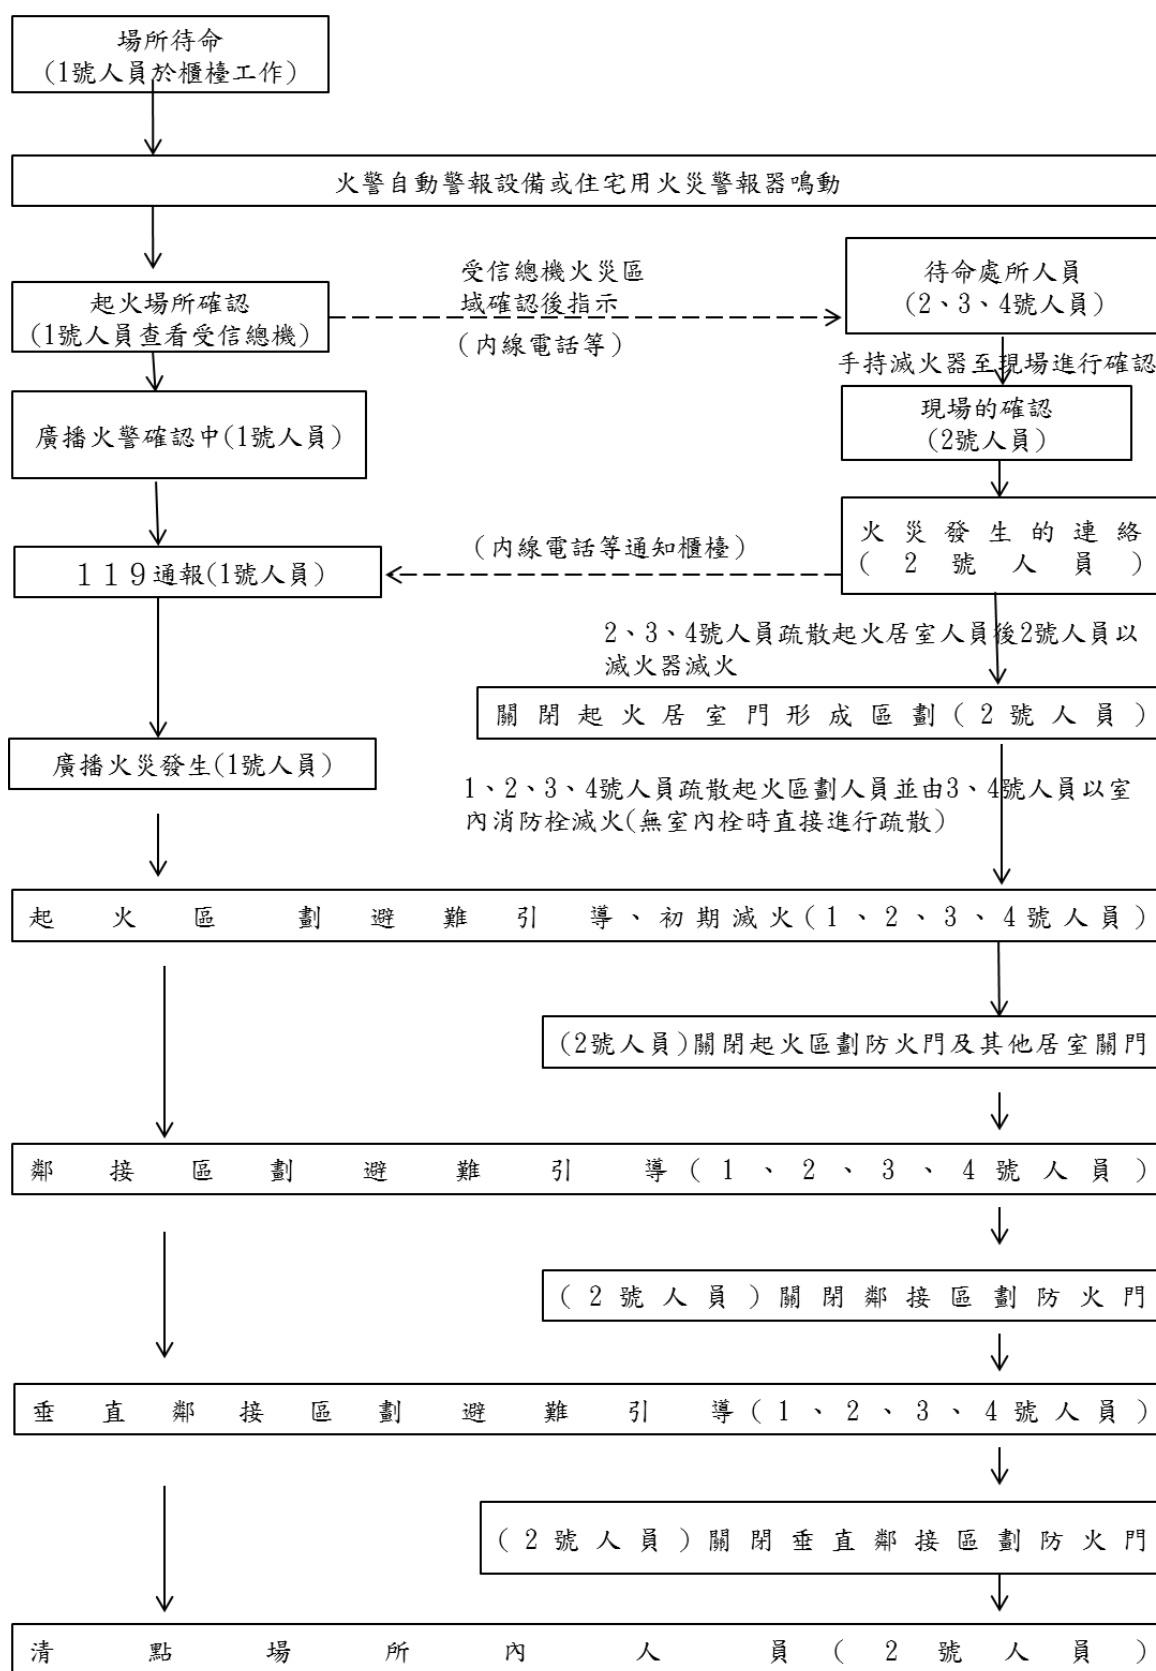 場所待命
(1號人員於櫃檯工作)
火警自動警報設備或住宅用火災警報器鳴動
起火場所確認
(1號人員查看受信總機)
受信總機火災區
域確認後指示
(內線電話等)
待命處所人員
(2、3、4號人員)
手持滅火器至現場進行確認
廣播火警確認中(1號人員)
現場的確認
(2號人員)
火災發生的連絡
(2號人員)
(內線電話等通知櫃檯)
119通報(1號人員)
2、3、4號人員疏散起火居室人員後2號人員以
滅火器滅火
關閉起火居室門形成區劃(2號人員)
廣播火災發生(1號人員)
1、2、3、4號人員疏散起火區劃人員並由3、4號人員以室
內消防栓滅火(無室內栓時直接進行疏散)
起火區劃避難引導、初期滅火(1、2、3、4號人員)
(2號人員)關閉起火區劃防火門及其他居室關門
鄰接區劃避難引導(1、2、3、4號人員)
(2號人員)關閉鄰接區劃防火門
垂直鄰接區劃避難引導(1、2、3、4號人員)
(2號人員)關閉垂直鄰接區劃防火門
清點場所內人員(2號人員)